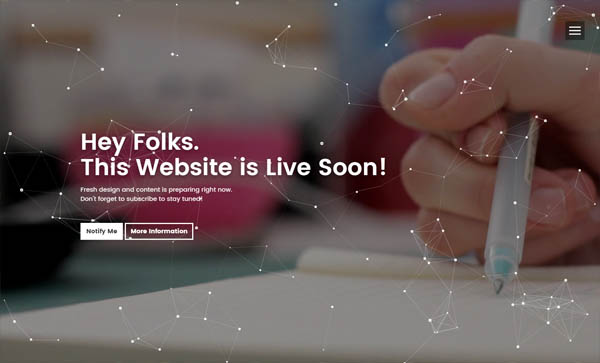 Hey Folks.
This Website is Live Soon!
Fresh design and content is preparing right now.
Don't forget to subscribe to stay tuned!
Notify Me
More Information